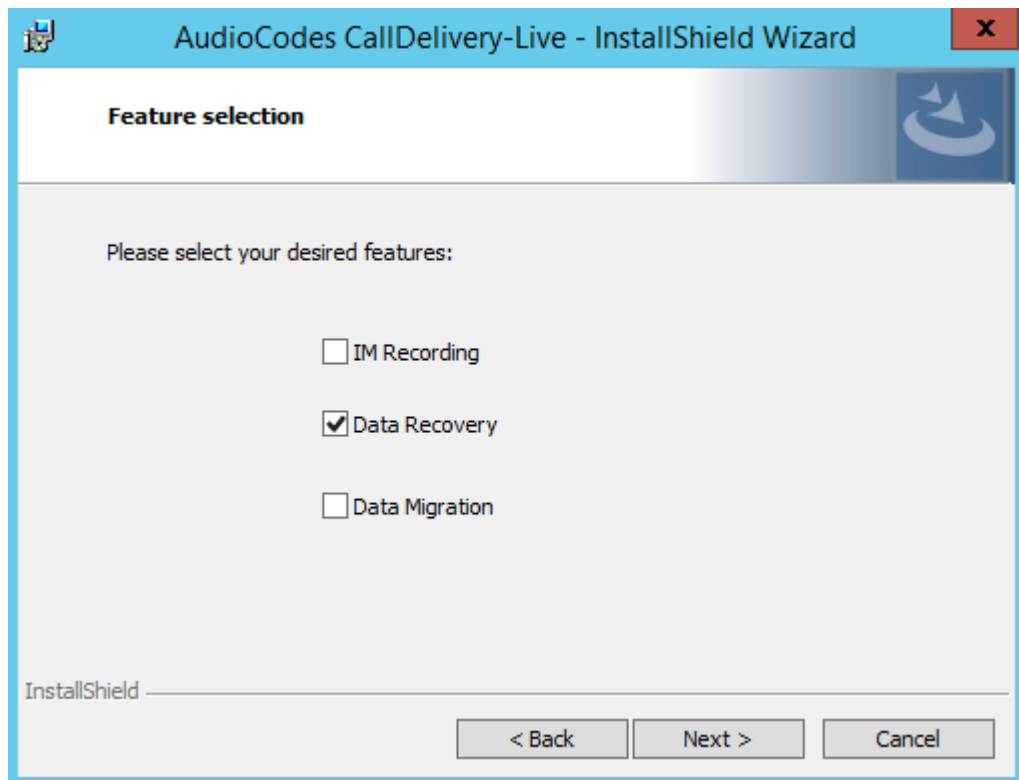 AudioCodes CallDelivery-Live - InstallShield Wizard
x
Feature selection
Please select your desired features:
IM Recording
Data Recovery
Data Migration
InstallShield
< Back
Next >
Cancel